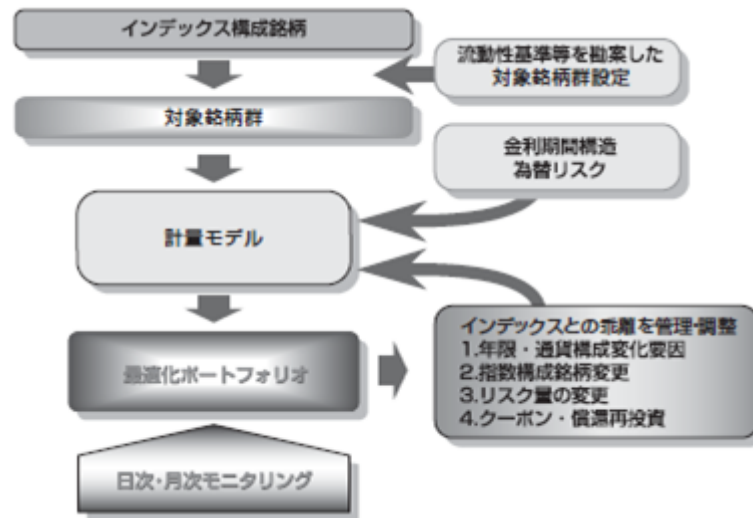 インデックス構成銘柄
流動性基準等を勘案した
対象銘柄群設定
対象銘柄群
金利期間構造
為替リスク
計量モデル
インデックスとの乖離を管理・調整
1.年限・通貨構成変化要因
2.指数構成銘柄変更
3.リスク量の変更
4.クーポン・償還再投資
最適化ポートフォリオ
日次・月次モニタリング